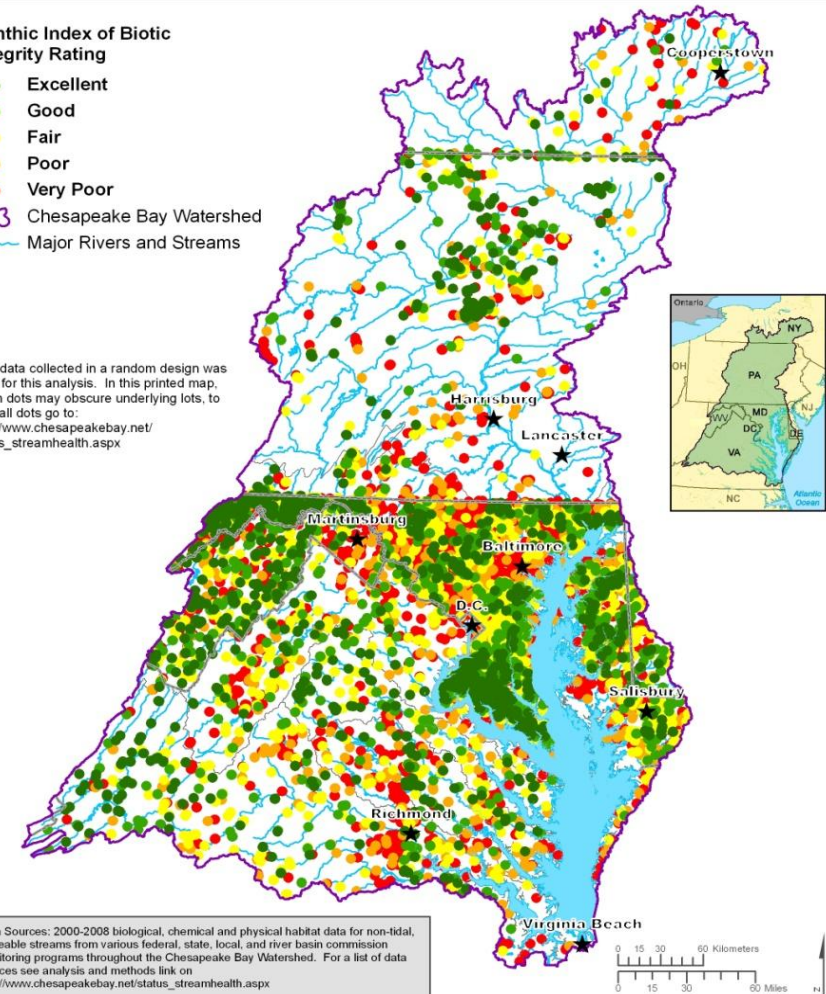 nthic Index of Biotic
egrity Rating
Excellent
Good
Fair
Poor
Very Poor
Chesapeake Bay Watershed
Major Rivers and Streams
data collected in a random design was
for this analysis. In this printed map,
n dots may obscure underlying lots, to
all dots go to:
/www.chesapeakebay.net/
s_streamhealth.aspx
Cooperstown
Harrisburg
Lancaster
Martinsburg
Baltimore
D.C.
Salisbury
Richmond
Virginia Beach
Ontario
NY
OH
PA
NJ
MD
WV
DC
DE
VA
NC
Atlantic
Ocean
Sources: 2000-2008 biological, chemical and physical habitat data for non-tidal,
eable streams from various federal, state, local, and river basin commission
itoring programs throughout the Chesapeake Bay Watershed. For a list of data
ces see analysis and methods link on
//www.chesapeakebay.net/status_streamhealth.aspx
0 15 30 60 Kilometers
0 15 30 60 Miles
N